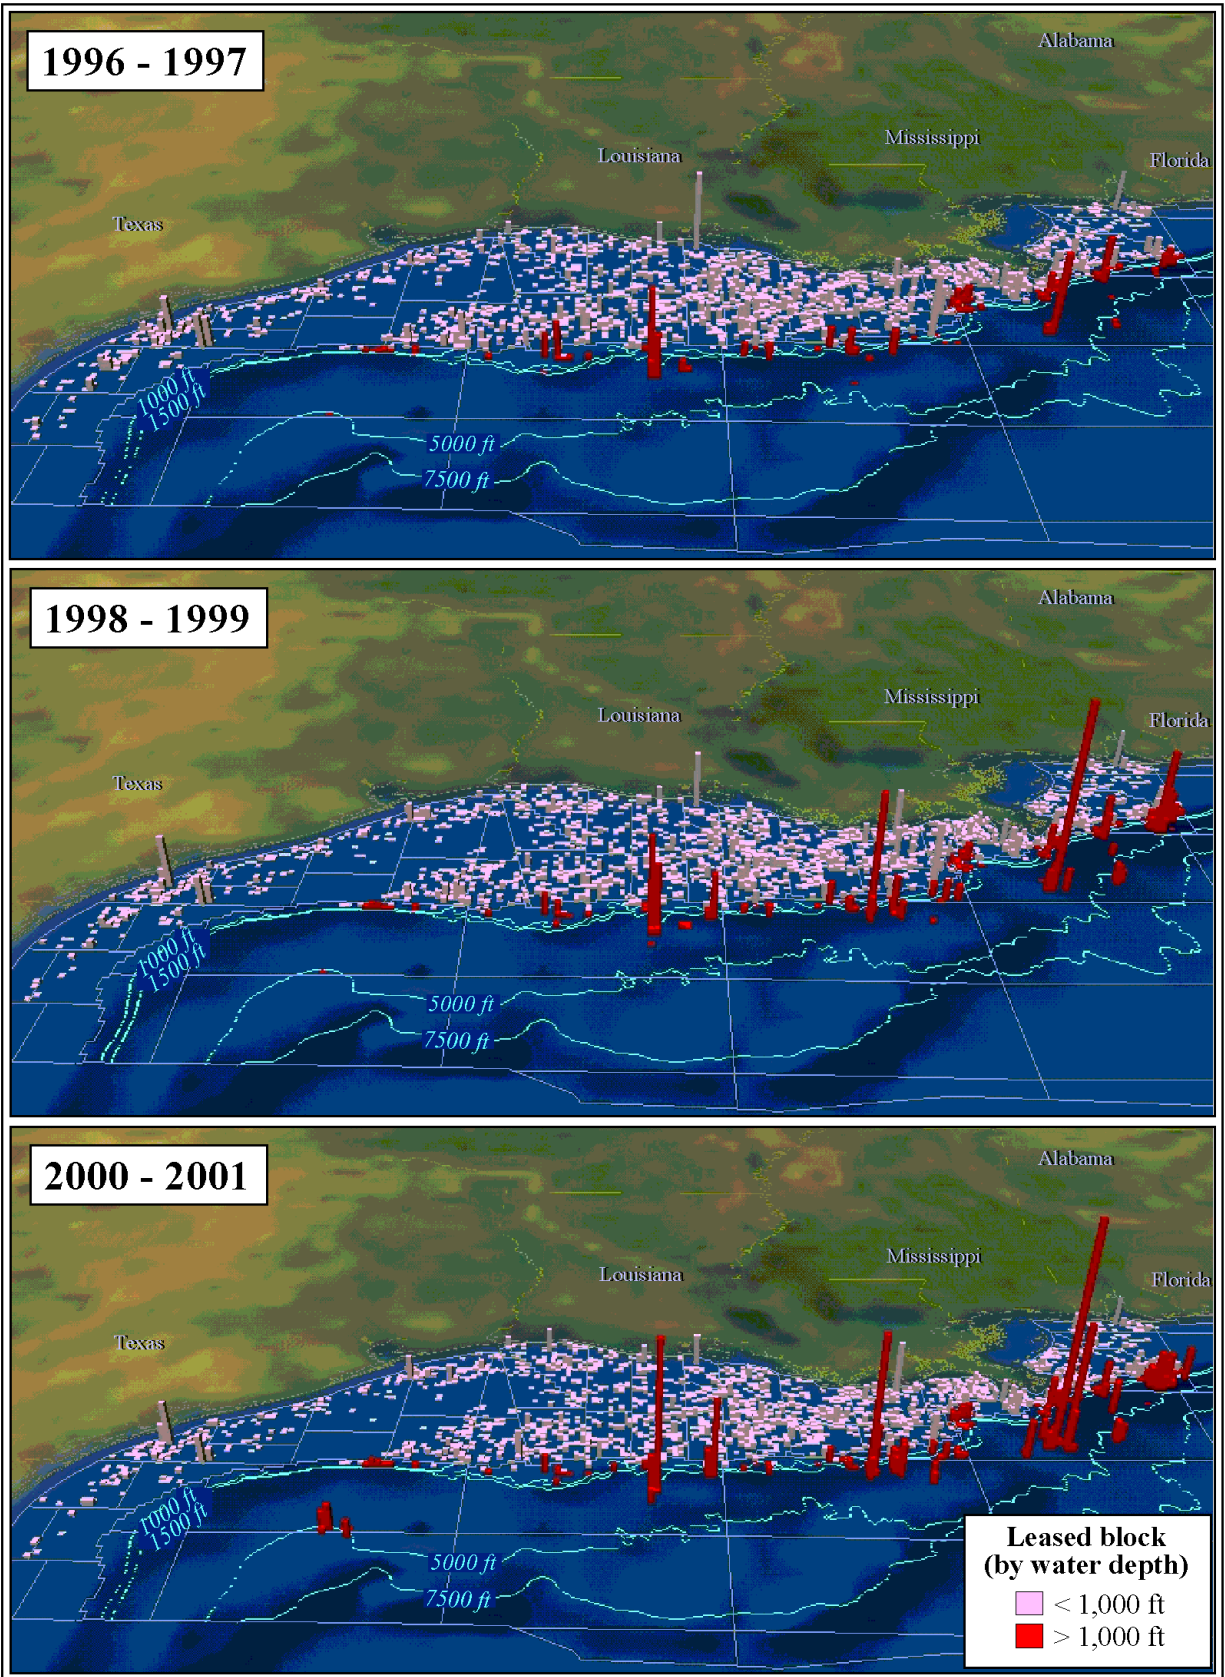 1996 - 1997
Alabama
Mississippi
Louisiana
Florida
Texas
1000 ft
1500 ft
5000 ft
7500 ft
1998 - 1999
Alabama
Mississippi
Louisiana
Florida
Texas
1000 ft
1500 ft
5000 ft
7500 ft
2000 - 2001
Alabama
Mississippi
Louisiana
Florida
Texas
1000 ft
1500 ft
5000 ft
7500 ft
Leased block
(by water depth)
< 1,000 ft
> 1,000 ft